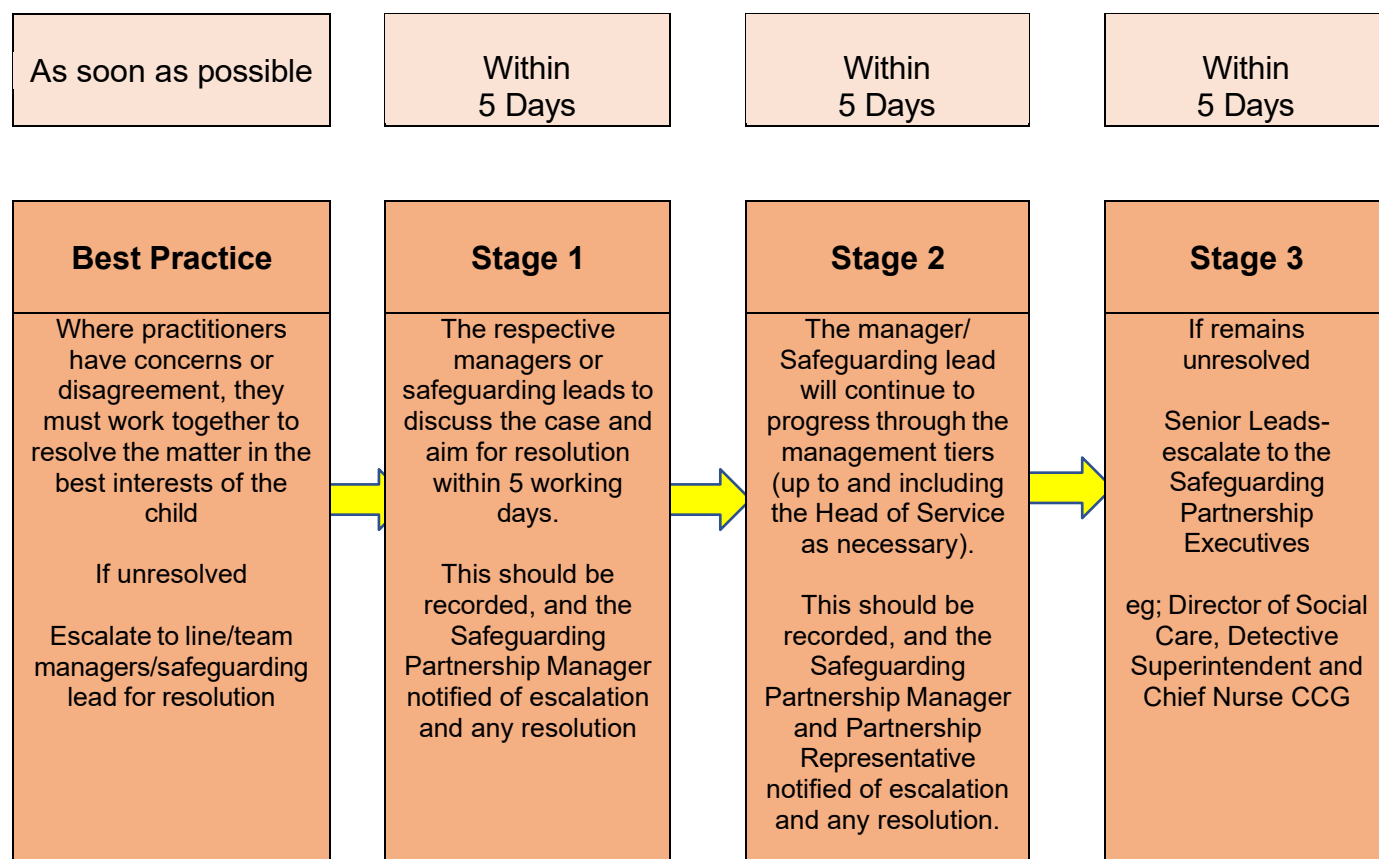 As soon as possible
Within
5 Days
Within
5 Days
Within
5 Days
Best Practice
Where practitioners
have concerns or
disagreement, they
must work together to
resolve the matter in the
best interests of the
child
If unresolved
Escalate to line/team
managers/safeguarding
lead for resolution
Stage 1
The respective
managers or
safeguarding leads to
discuss the case and
aim for resolution
within 5 working
days.
This should be
recorded, and the
Safeguarding
Partnership Manager
notified of escalation
and any resolution
Stage 2
The manager/
Safeguarding lead
will continue to
progress through the
management tiers
(up to and including
the Head of Service
as necessary).
This should be
recorded, and the
Safeguarding
Partnership Manager
and Partnership
Representative
notified of escalation
and any resolution.
Stage 3
If remains
unresolved
Senior Leads-
escalate to the
Safeguarding
Partnership
Executives
eg; Director of Social
Care, Detective
Superintendent and
Chief Nurse CCG